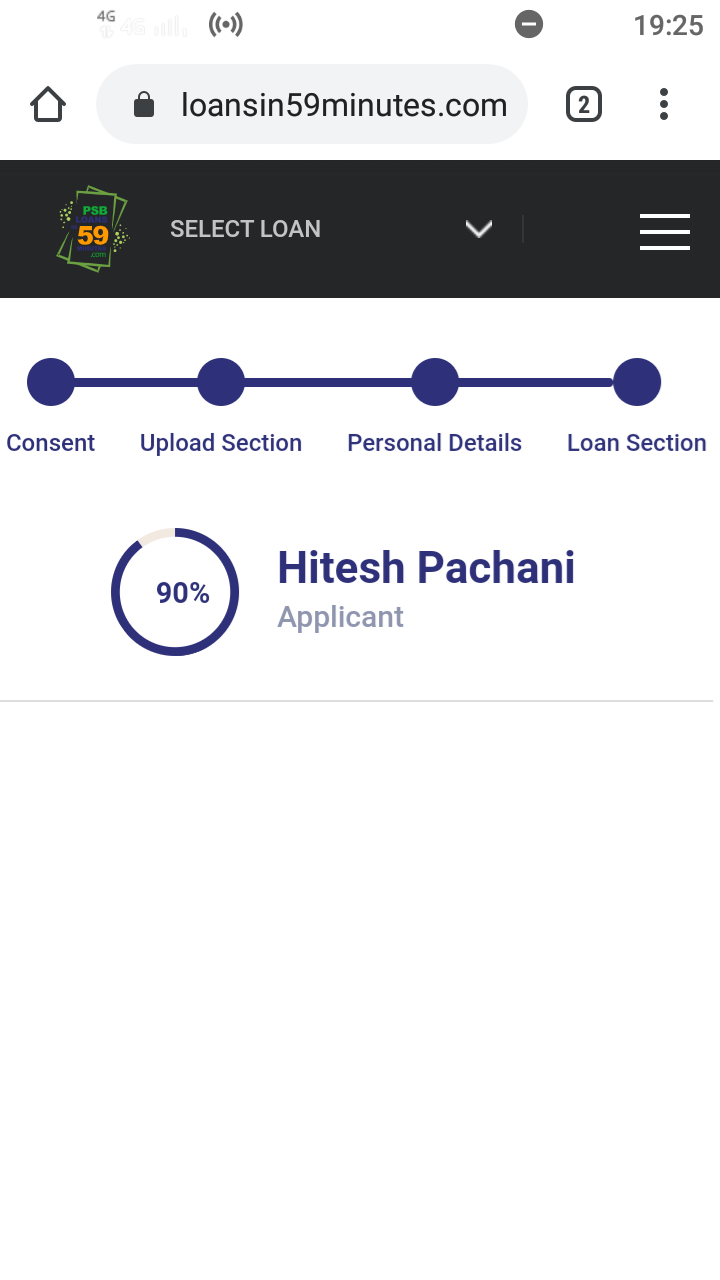 4G
4G
19:25
loansin59minutes.com
2
PSB
LOANS
59
.com
SELECT LOAN
Consent
Upload Section
Personal Details
Loan Section
90%
Hitesh Pachani
Applicant